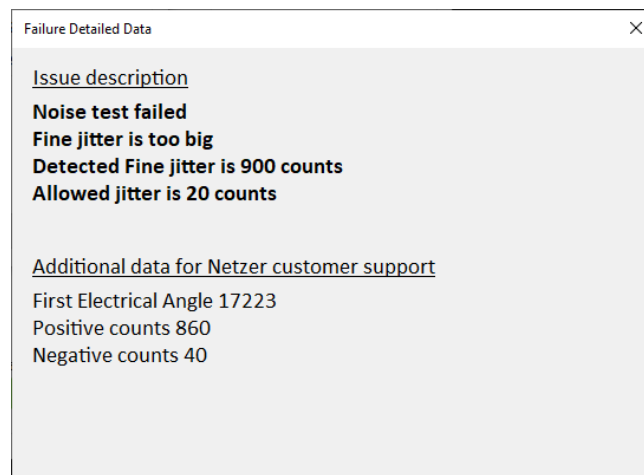 Failure Detailed Data
Issue description
Noise test failed
Fine jitter is too big
Detected Fine jitter is 900 counts
Allowed jitter is 20 counts
Additional data for Netzer customer support
First Electrical Angle 17223
Positive counts 860
Negative counts 40